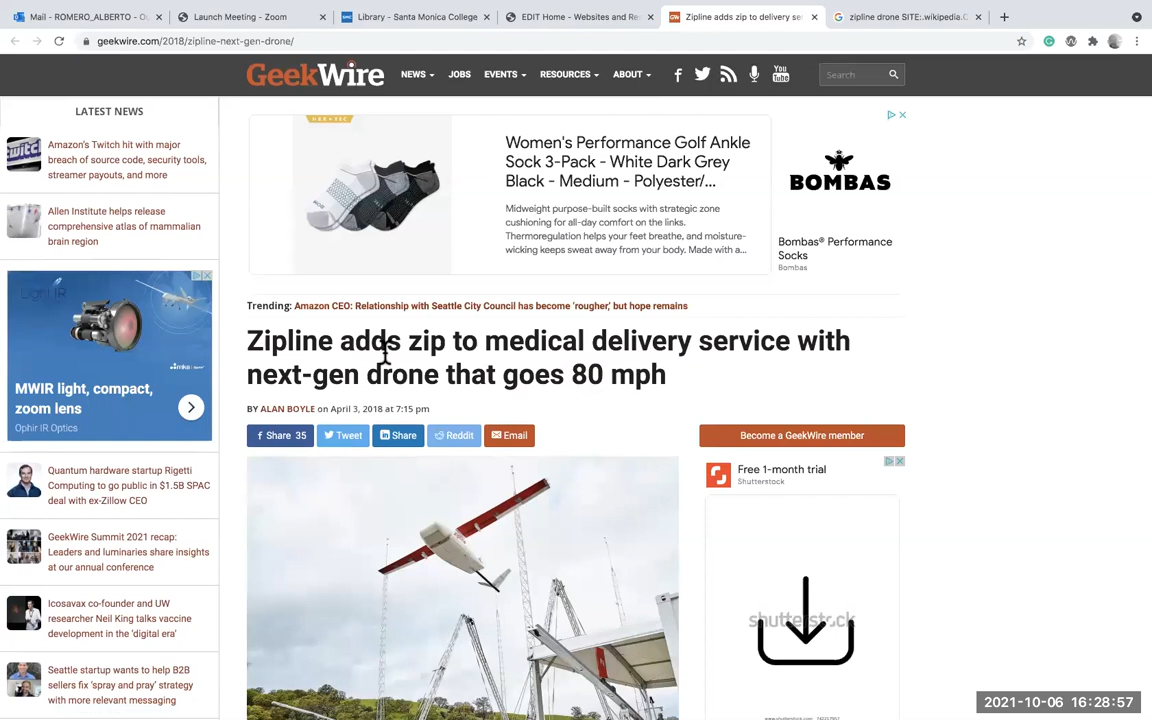 Mail - ROMERO_ALBERTO - O
Launch Meeting - Zoom
Library - Santa Monica College
EDIT Home - Websites and Re
Zipline adds zip to delivery se
zipline drone SITE:.wikipedia.C
geekwire.com/2018/zipline-next-gen-drone/
GeekWire
NEWS
JOBS
EVENTS
RESOURCES
ABOUT
You
Tube
Search
LATEST NEWS
Amazon's Twitch hit with major
breach of source code, security tools,
streamer payouts, and more
Allen Institute helps release
comprehensive atlas of mammalian
brain region
Light IR
MWIR light, compact,
zoom lens
Ophir IR Optics
Quantum hardware startup Rigetti
Computing to go public in $1.5B SPAC
deal with ex-Zillow CEO
GeekWire Summit 2021 recap:
Leaders and luminaries share insights
at our annual conference
Icosavax co-founder and UW
researcher Neil King talks vaccine
development in the 'digital era'
Seattle startup wants to help B2B
sellers fix 'spray and pray' strategy
with more relevant messaging
Women's Performance Golf Ankle
Sock 3-Pack - White Dark Grey
Black - Medium - Polyester/...
Midweight purpose-built socks with strategic zone
cushioning for all-day comfort on the links.
Thermoregulation helps your feet breathe, and moisture-
wicking keeps sweat away from your body. Made with a...
BOMBAS
Bombas® Performance
Socks
Bombas
Trending: Amazon CEO: Relationship with Seattle City Council has become 'rougher,' but hope remains
Zipline adds zip to medical delivery service with
next-gen drone that goes 80 mph
BY ALAN BOYLE on April 3, 2018 at 7:15 pm
Share 35
Tweet
Share
Reddit
Email
Become a GeekWire member
Free 1-month trial
Shutterstock
shutterstock
www.shutterstock.com
2021-10-06 16:28:57